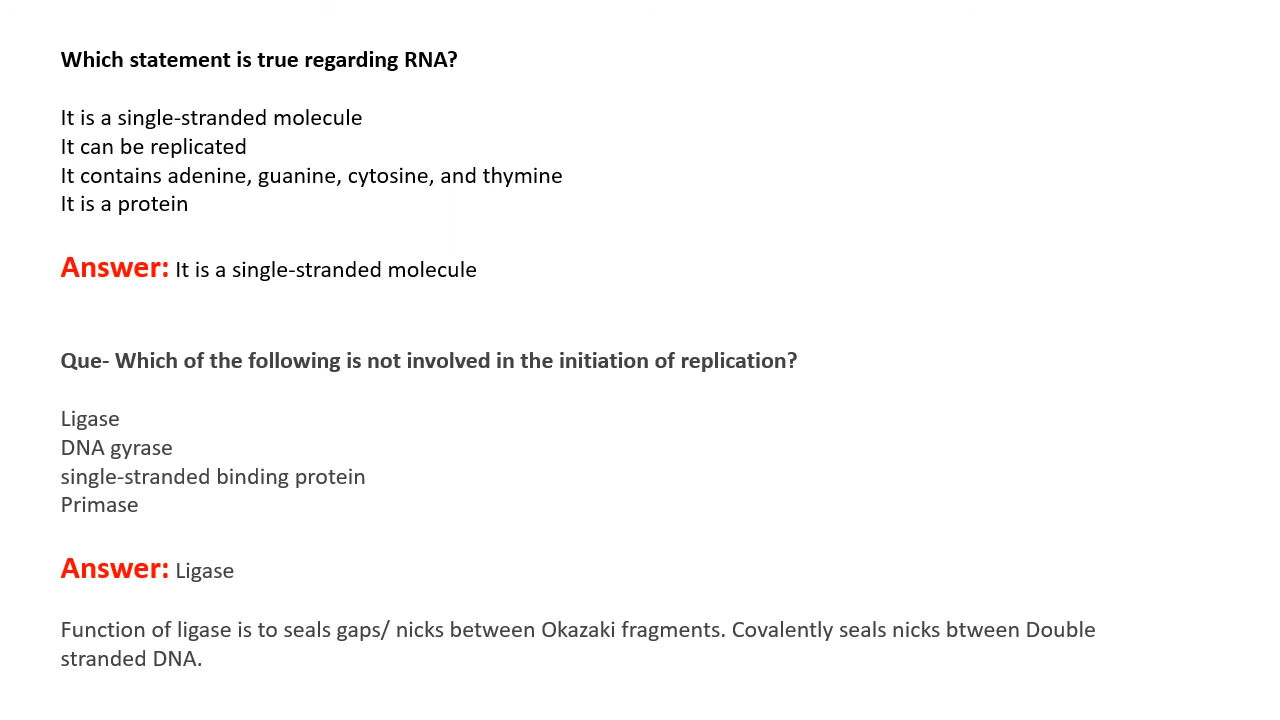 Which statement is true regarding RNA?
It is a single-stranded molecule
It can be replicated
It contains adenine, guanine, cytosine, and thymine
It is a protein
Answer: It is a single-stranded molecule
Que- Which of the following is not involved in the initiation of replication?
Ligase
DNA gyrase
single-stranded binding protein
Primase
Answer: Ligase
Function of ligase is to seals gaps/ nicks between Okazaki fragments. Covalently seals nicks btween Double
stranded DNA.